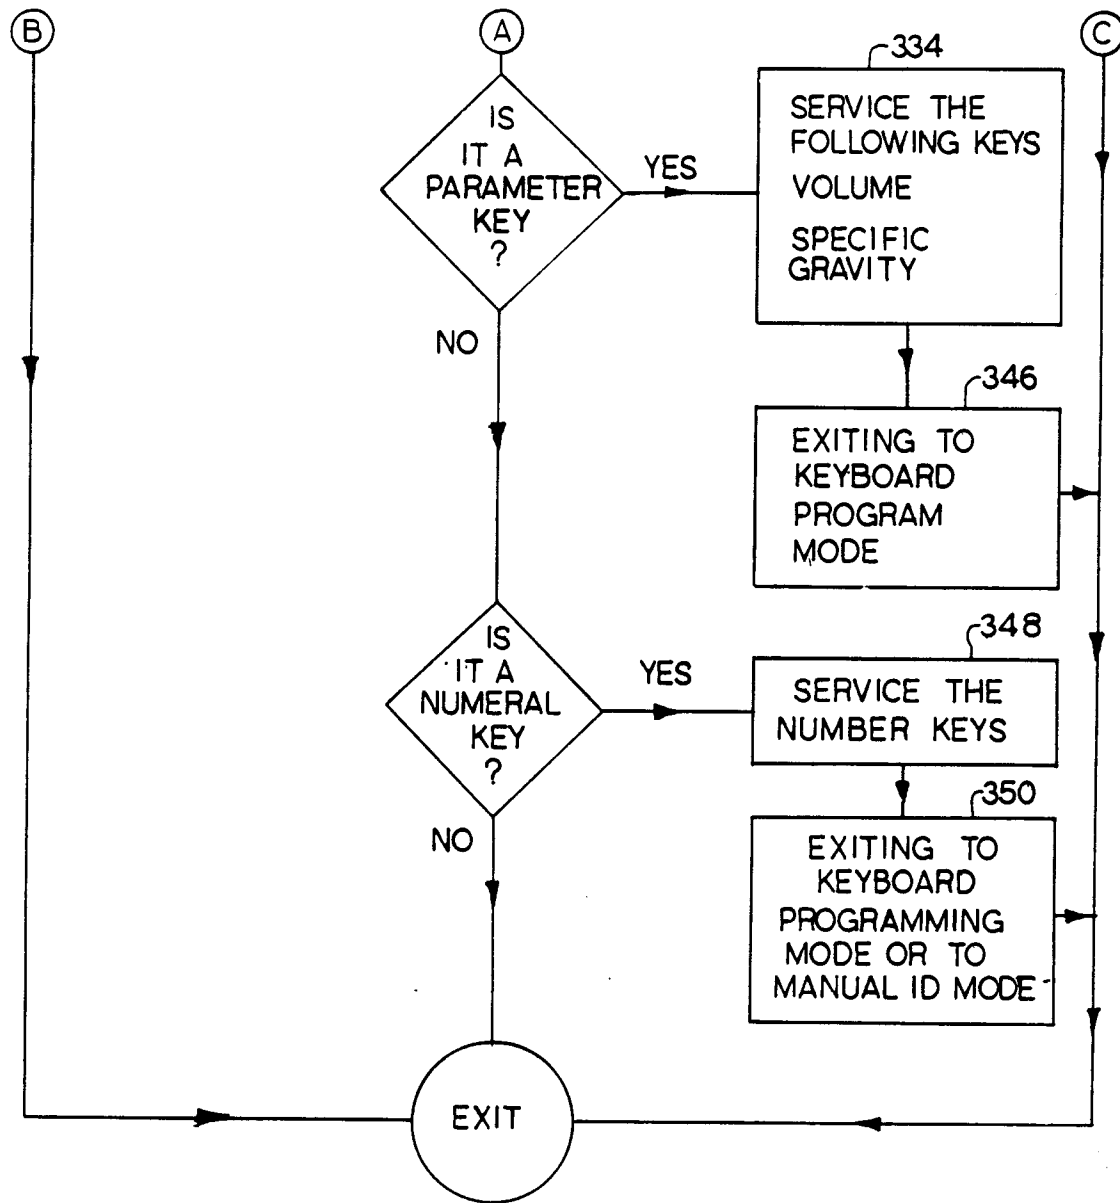 B
A
C
IS
IT A
PARAMETER
KEY
?
YES
NO
334
SERVICE THE
FOLLOWING KEYS
VOLUME
SPECIFIC
GRAVITY
346
EXITING TO
KEYBOARD
PROGRAM
MODE
IS
IT A
NUMERAL
KEY
?
YES
NO
348
SERVICE THE
NUMBER KEYS
350
EXITING TO
KEYBOARD
PROGRAMMING
MODE OR TO
MANUAL ID MODE
EXIT